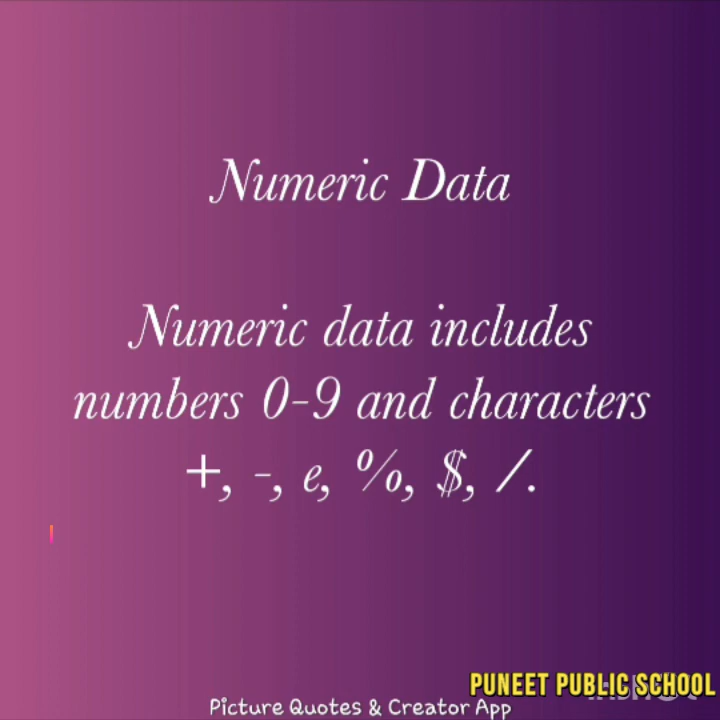 Numeric Data
Numeric data includes
numbers 0-9 and characters
+, -, e, %, $, /.
PUNEET PUBLIC SCHOOL
Picture Quotes & Creator App